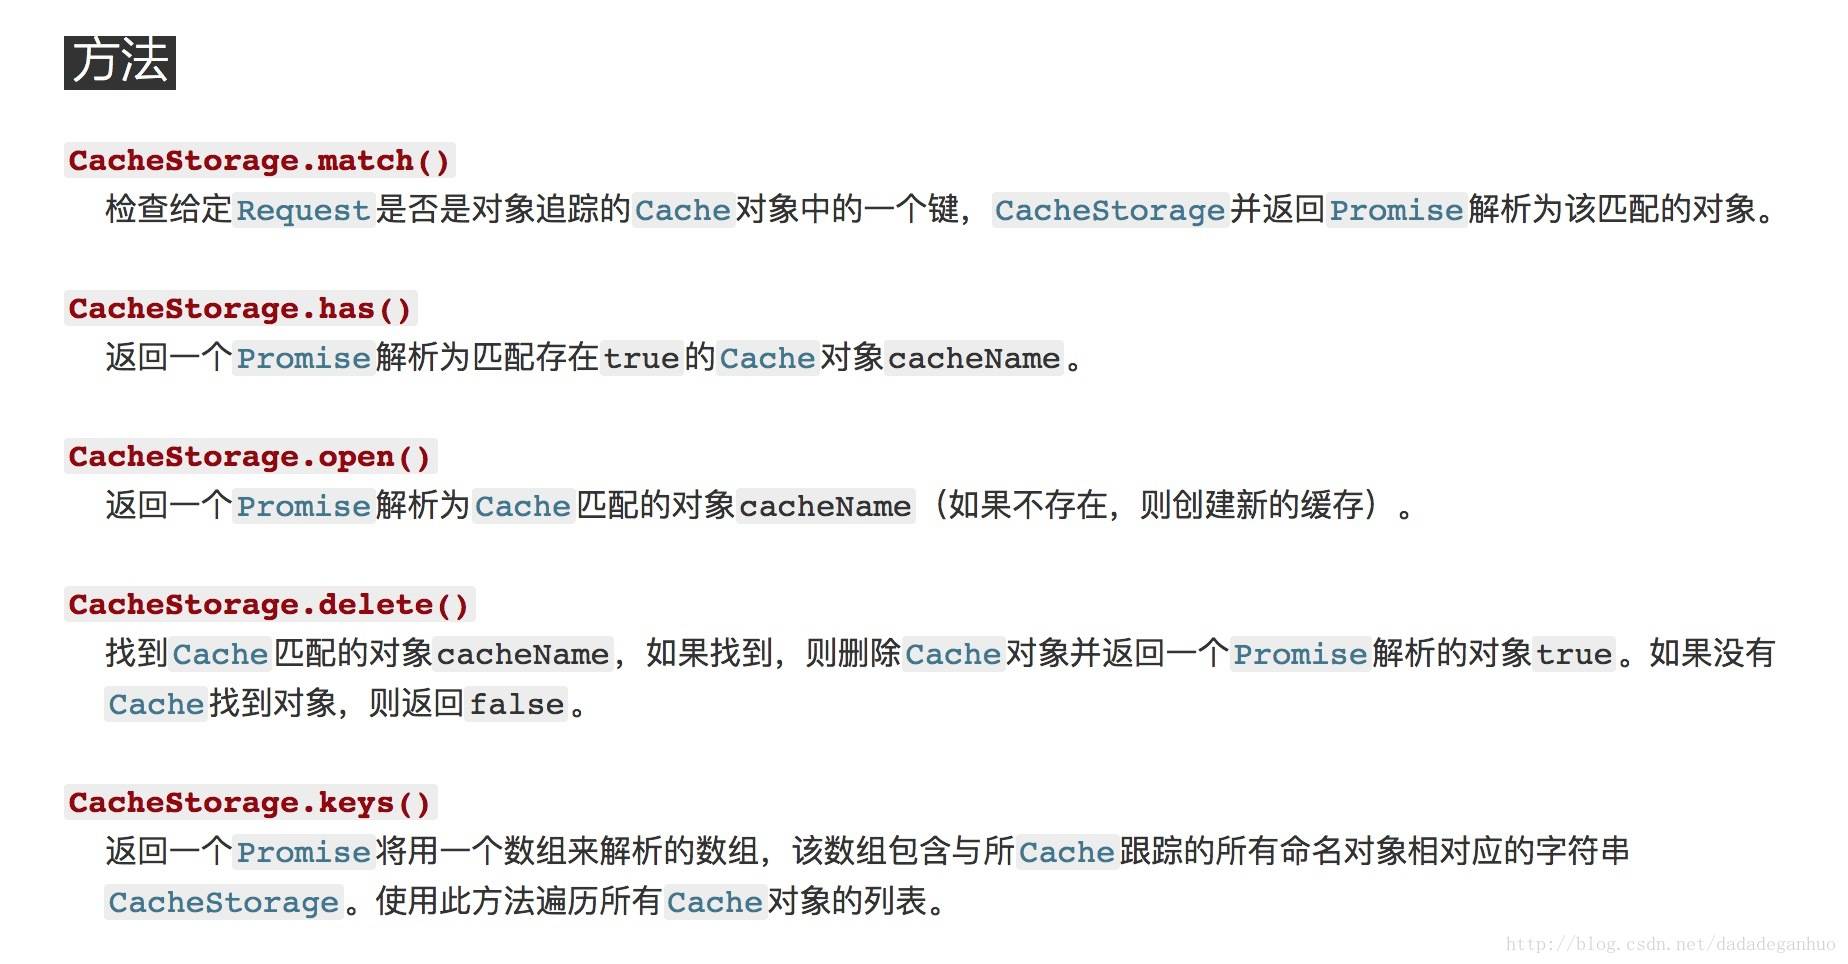 方法
CacheStorage.match()
检查给定Request是否是对象追踪的Cache对象中的一个键，CacheStorage并返回Promise解析为该匹配的对象。
CacheStorage.has()
返回一个Promise解析为匹配存在true的Cache对象cacheName。
CacheStorage.open()
返回一个Promise解析为Cache匹配的对象cacheName（如果不存在，则创建新的缓存）。
CacheStorage.delete()
找到Cache匹配的对象cacheName，如果找到，则删除Cache对象并返回一个Promise解析的对象true。如果没有
Cache找到对象，则返回false。
CacheStorage.keys()
返回一个Promise将用一个数组来解析的数组，该数组包含与所Cache跟踪的所有命名对象相对应的字符串
CacheStorage。使用此方法遍历所有Cache对象的列表。
http://blog.csdn.net/dadadeganhuo